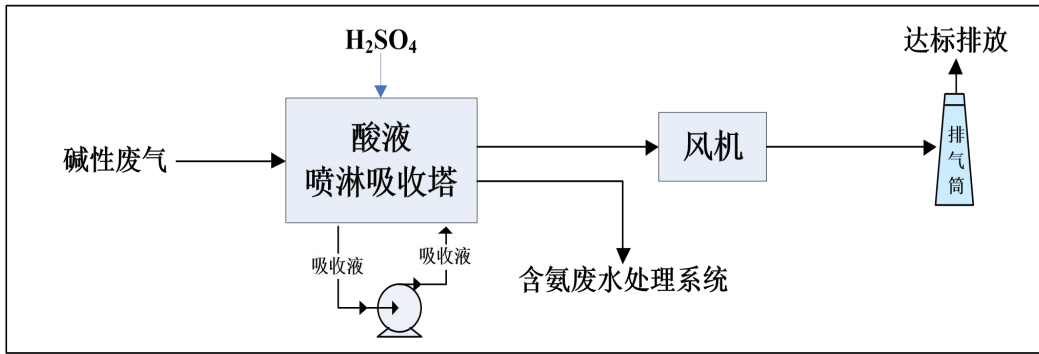 H₂SO₄
达标排放
碱性废气
酸液
喷淋吸收塔
风机
排气筒
吸收液
吸收液
含氨废水处理系统